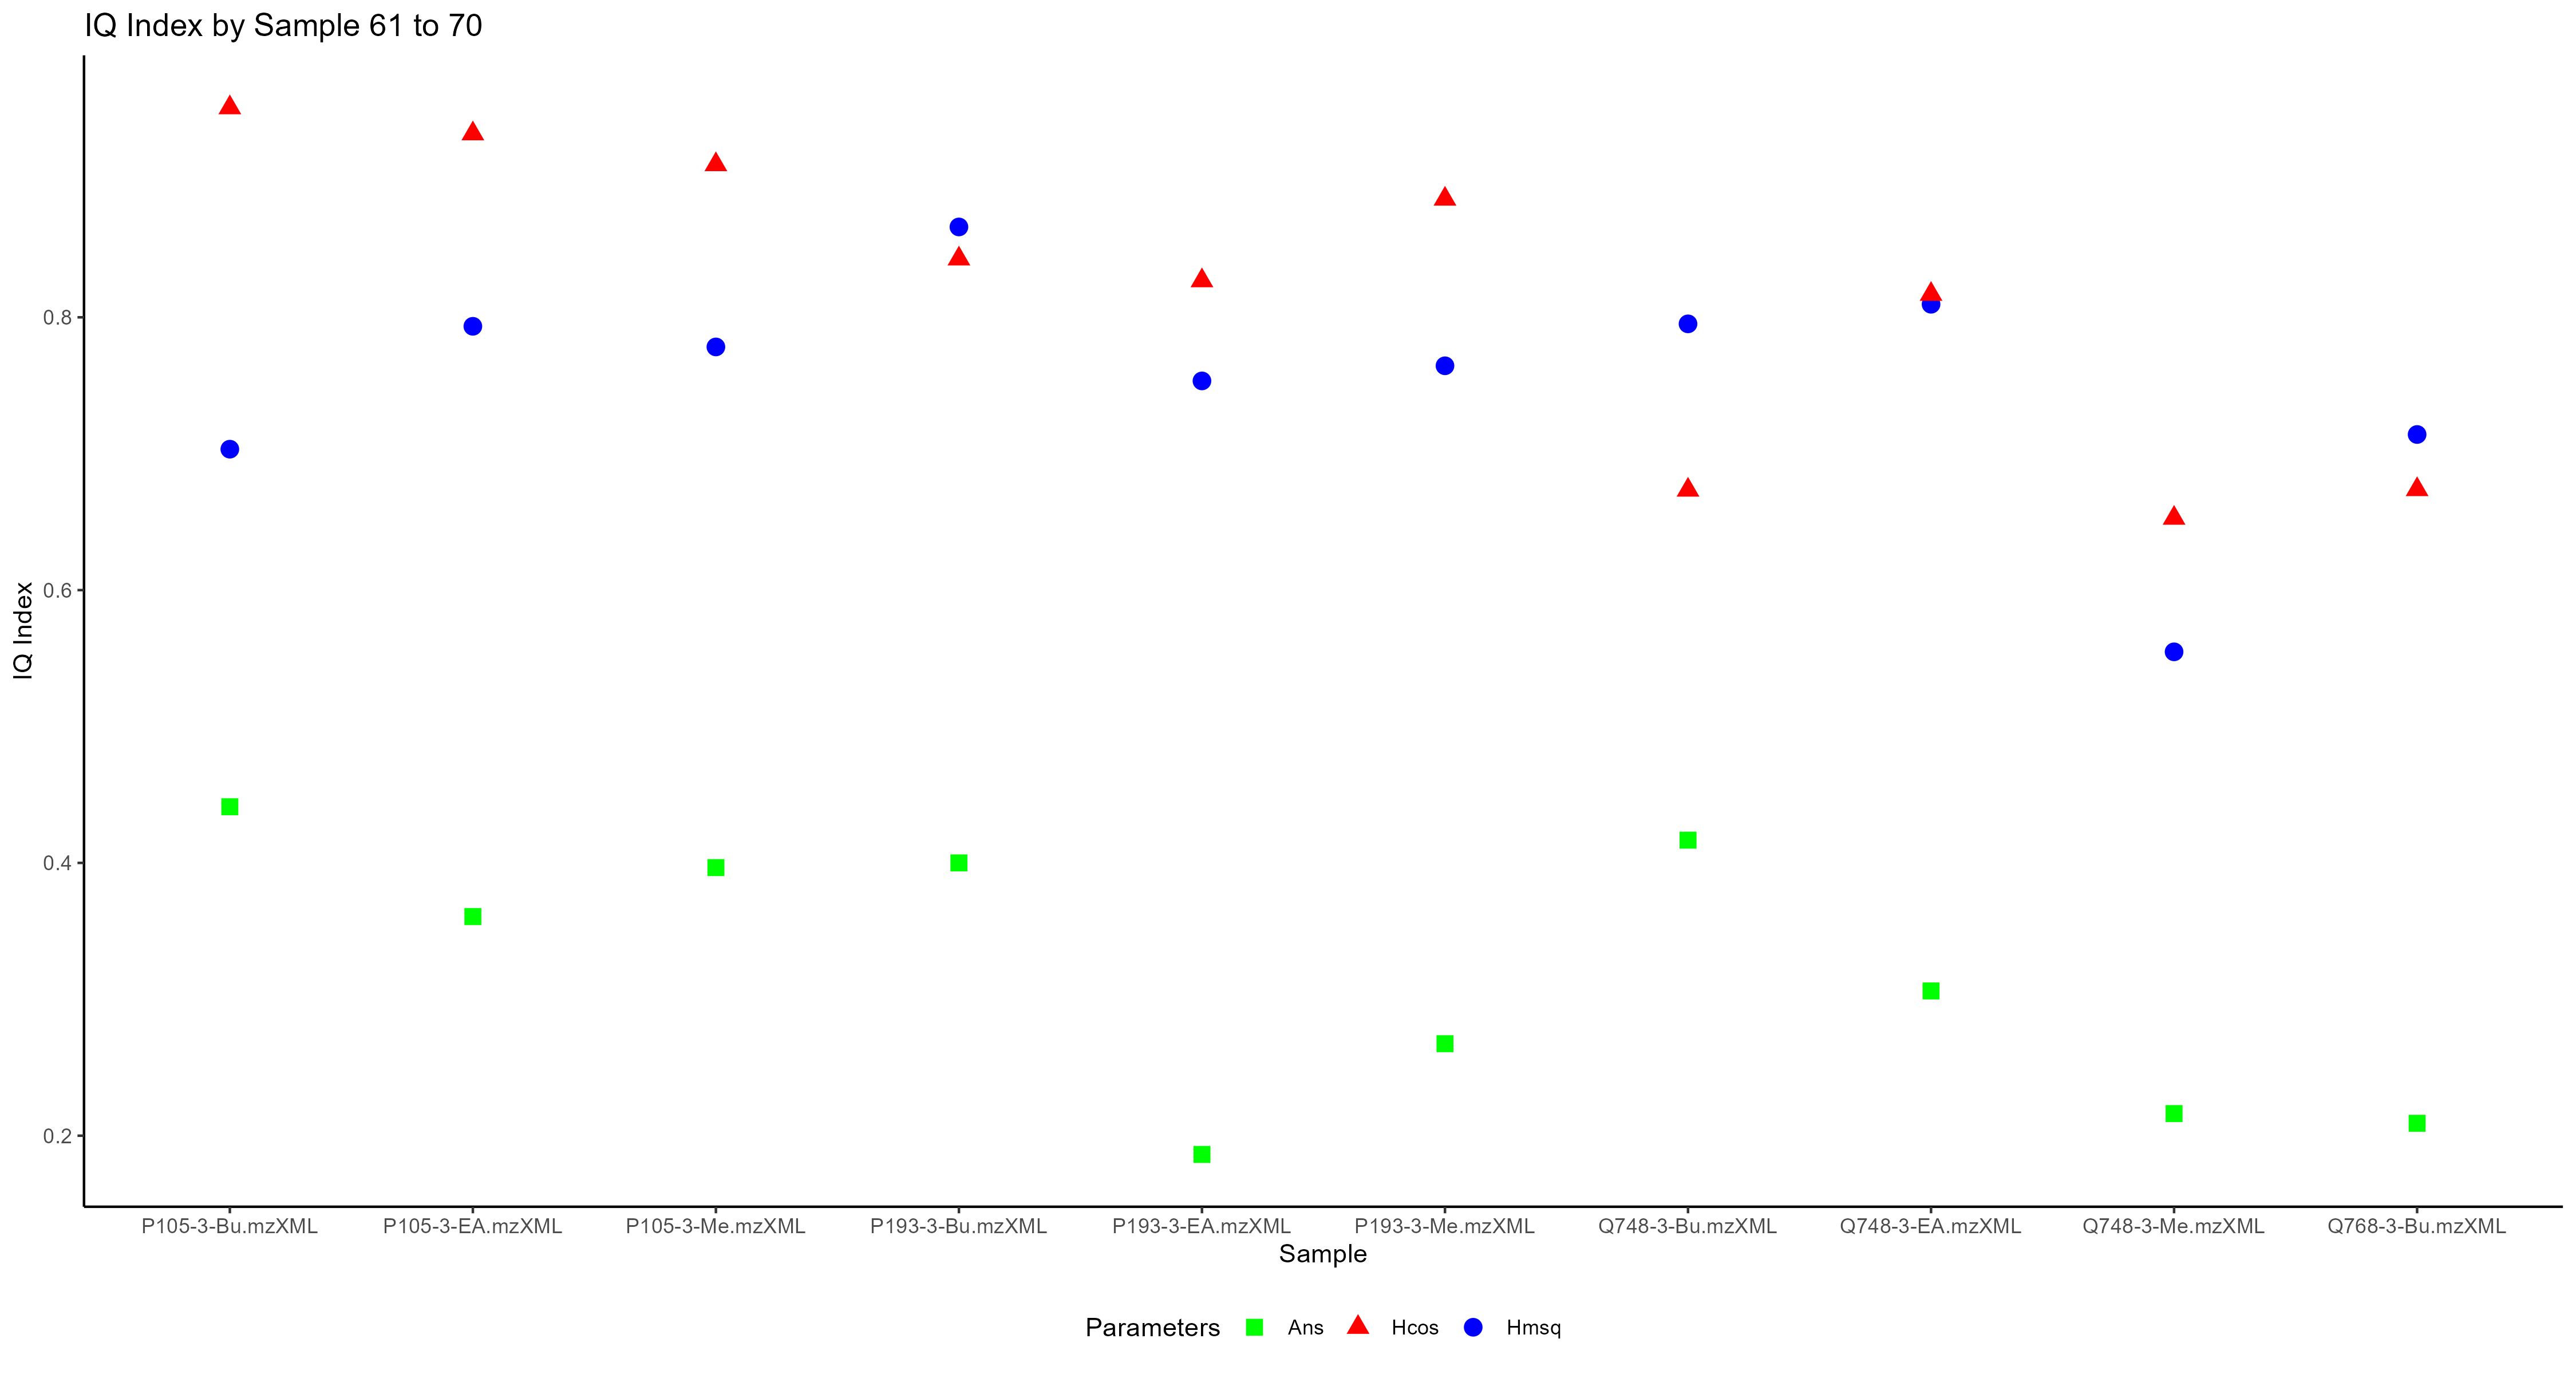 IQ Index by Sample 61 to 70
IQ Index
0.8
0.6
0.4
0.2
P105-3-Bu.mzXML P105-3-EA.mzXML P105-3-Me.mzXML P193-3-Bu.mzXML P193-3-EA.mzXML P193-3-Me.mzXML Q748-3-Bu.mzXML Q748-3-EA.mzXML Q748-3-Me.mzXML Q768-3-Bu.mzXML
Sample
Parameters Ans Hcos Hmsq